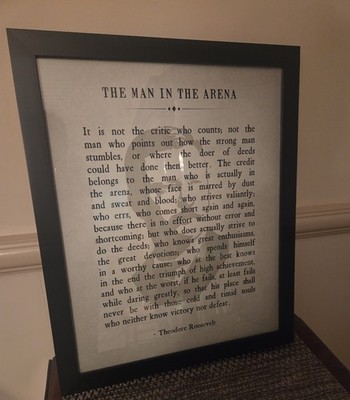 THE MAN IN THE ARENA
It is not the critic who counts; not the
man who points out how the strong man
stumbles, or where the doer of deeds
could have done them better. The credit
belongs to the man who is actually in
the arena, whose face is marred by dust
and sweat and blood; who strives valiantly;
who errs, who comes short again and again,
because there is no effort without error and
shortcoming; but who does actually strive to
do the deeds; who knows great enthusiasms,
the great devotions; who spends himself
in a worthy cause; who at the best knows
in the end the triumph of high achievement,
and who at the worst, if he fails, at least fails
while daring greatly, so that his place shall
never be with those cold and timid souls
who neither know victory nor defeat.
- Theodore Roosevelt